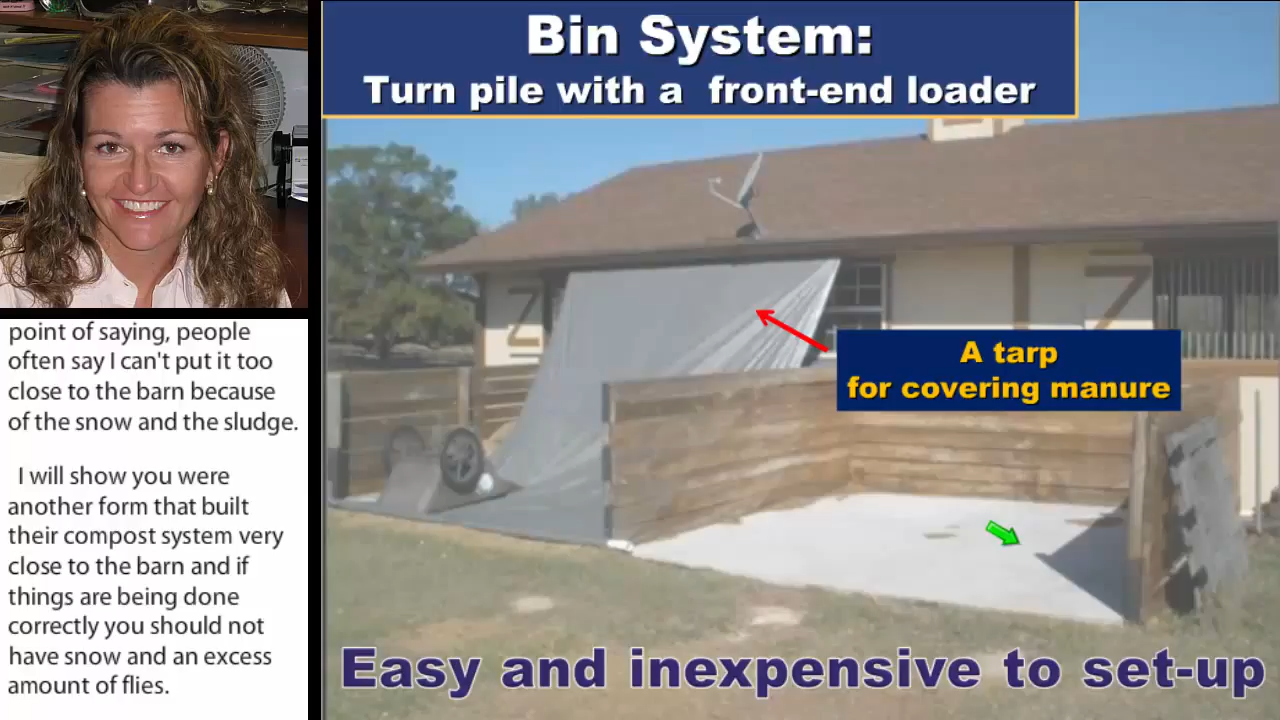 Bin System:
Turn pile with a front-end loader
A tarp
for covering manure
Easy and inexpensive to set-up
point of saying, people
often say I can't put it too
close to the barn because
of the snow and the sludge.
I will show you were
another form that built
their compost system very
close to the barn and if
things are being done
correctly you should not
have snow and an excess
amount of flies.